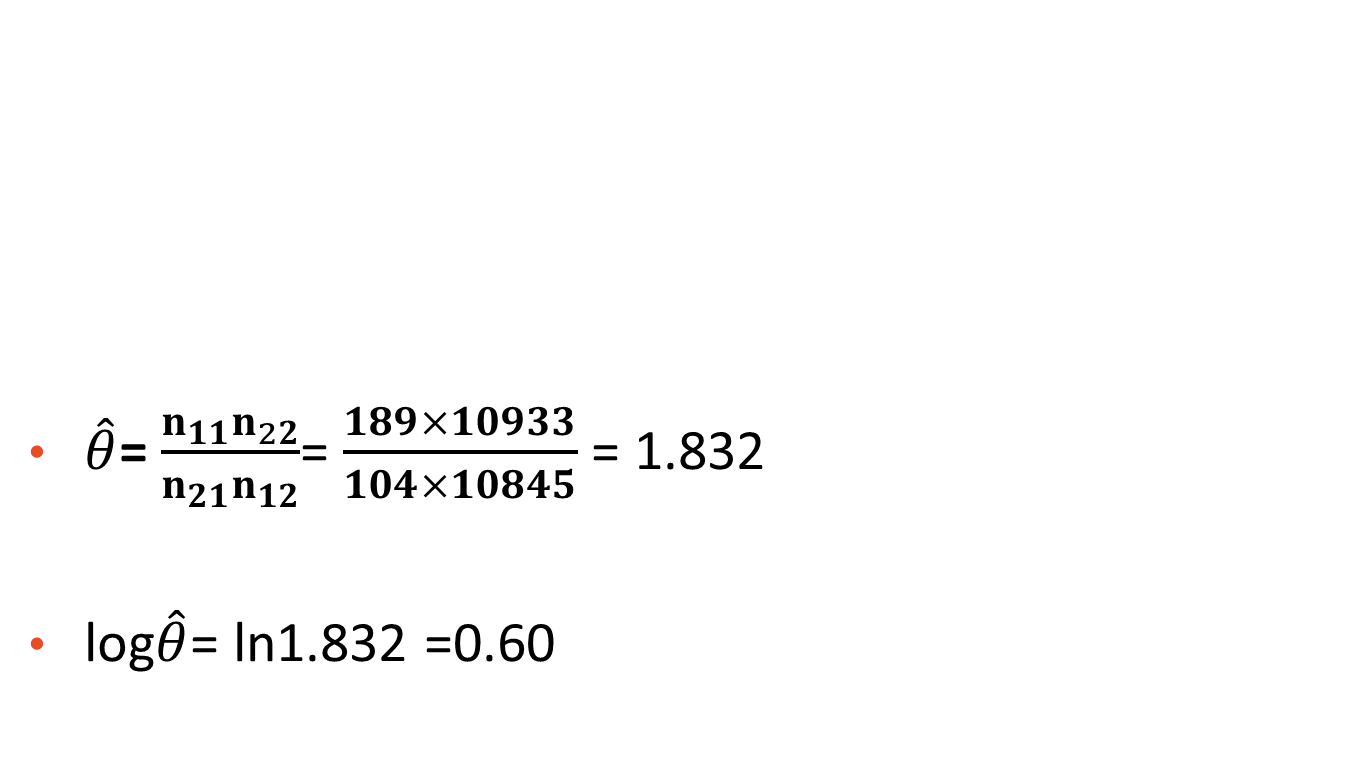 • θ̂ = n₁₁n₂₂/n₂₁n₁₂ = 189×10933/104×10845 = 1.832
• logθ̂ = ln1.832 =0.60